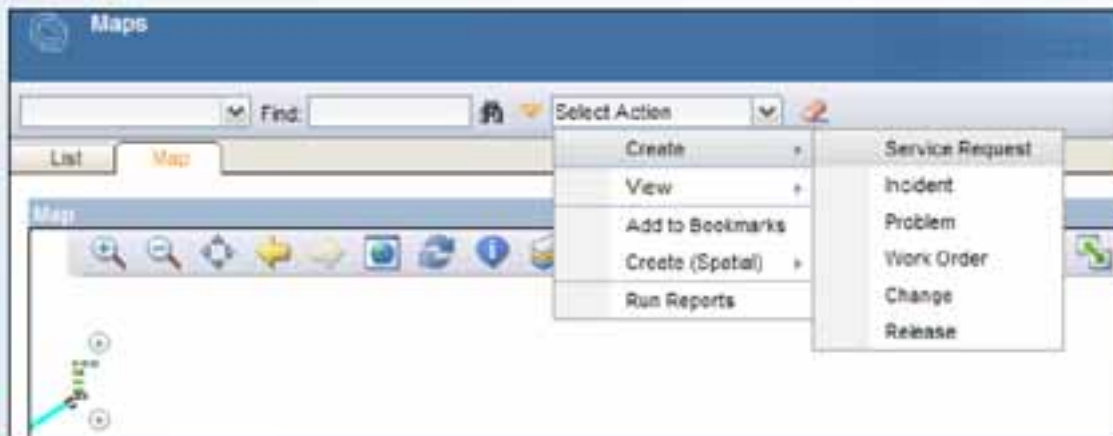 Maps
Find: Select Action
Create Service Request
List Map
View Incident
Map
Add to Bookmarks Problem
Create (Spatial) Work Order
Run Reports Change
Release